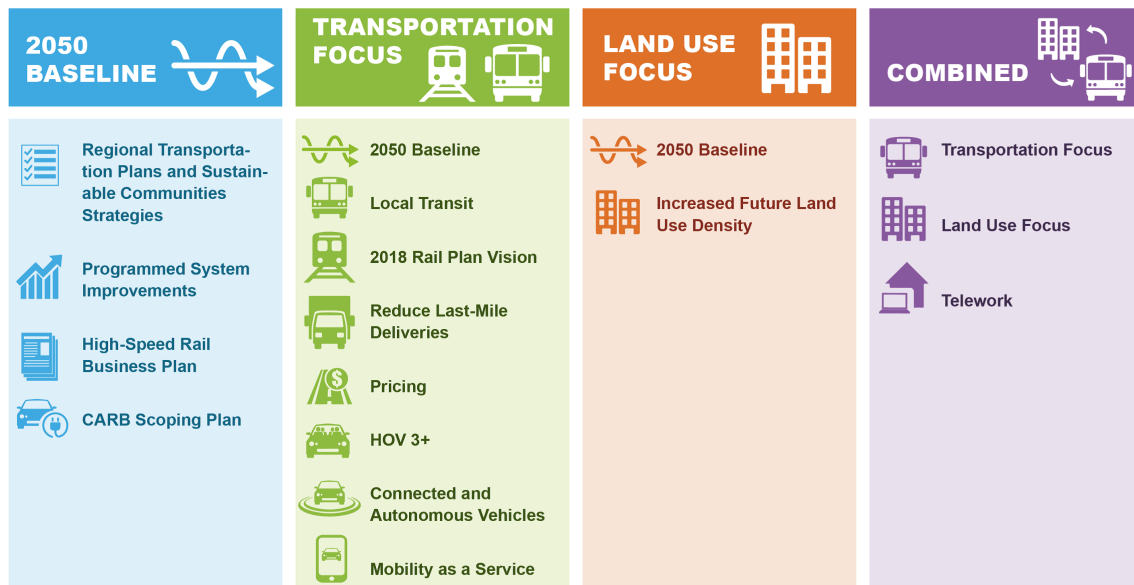 2050
BASELINE
Regional Transporta-
tion Plans and Sustain-
able Communities
Strategies
Programmed System
Improvements
High-Speed Rail
Business Plan
CARB Scoping Plan
TRANSPORTATION
FOCUS
2050 Baseline
Local Transit
2018 Rail Plan Vision
Reduce Last-Mile
Deliveries
$
Pricing
HOV 3+
Connected and
Autonomous Vehicles
Mobility as a Service
LAND USE
FOCUS
2050 Baseline
Increased Future Land
Use Density
COMBINED
Transportation Focus
Land Use Focus
Telework